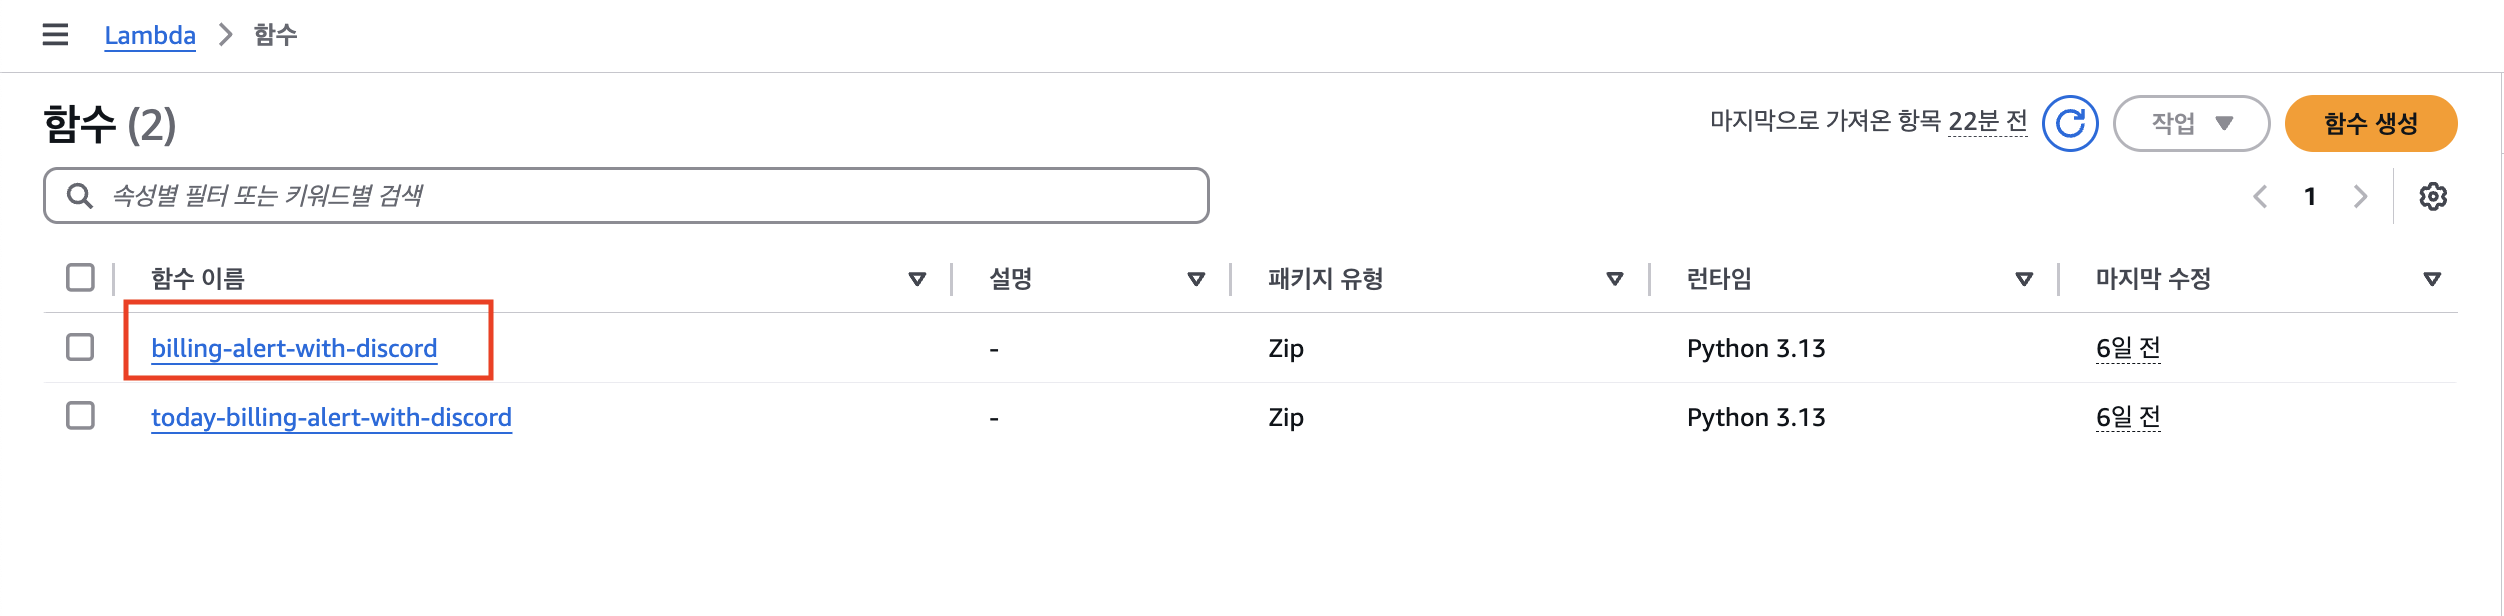 Lambda > 함수
함수 (2)
마지막으로 가져온 항목 22분 전
작업
함수 생성
속성별 필터 또는 키워드별 검색
1
함수 이름 설명 패키지 유형 런타임 마지막 수정
billing-alert-with-discord - Zip Python 3.13 6일 전
today-billing-alert-with-discord - Zip Python 3.13 6일 전